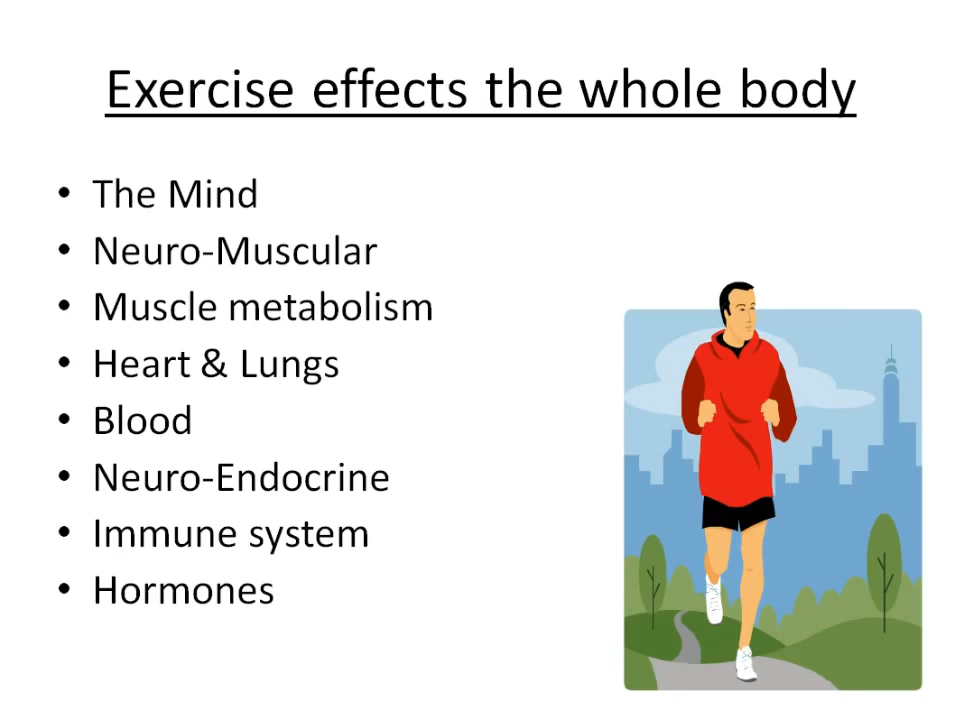 Exercise effects the whole body
• The Mind
• Neuro-Muscular
• Muscle metabolism
• Heart & Lungs
• Blood
• Neuro-Endocrine
• Immune system
• Hormones